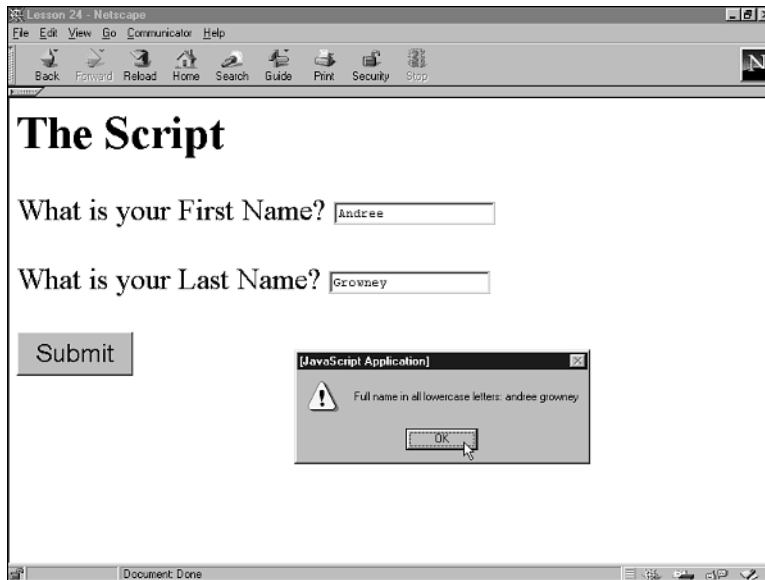 Lesson 24 - Netscape
File Edit View Go Communicator Help
Back Forward Reload Home Search Guide Print Security Stop
N
The Script
What is your First Name? Andree
What is your Last Name? Growney
Submit
[JavaScript Application]
Full name in all lowercase letters: andree growney
OK
Document: Done